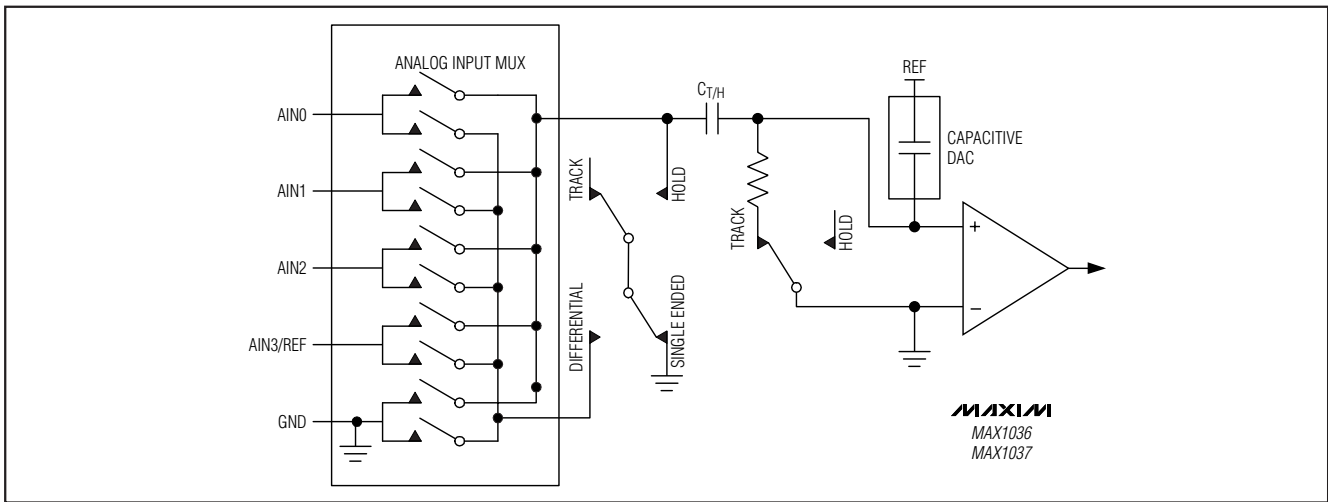 ANALOG INPUT MUX
AIN0
AIN1
AIN2
AIN3/REF
GND
TRACK
HOLD
DIFFERENTIAL
SINGLE ENDED
CT/H
TRACK
HOLD
REF
CAPACITIVE
DAC
+
−
MAXIM
MAX1036
MAX1037